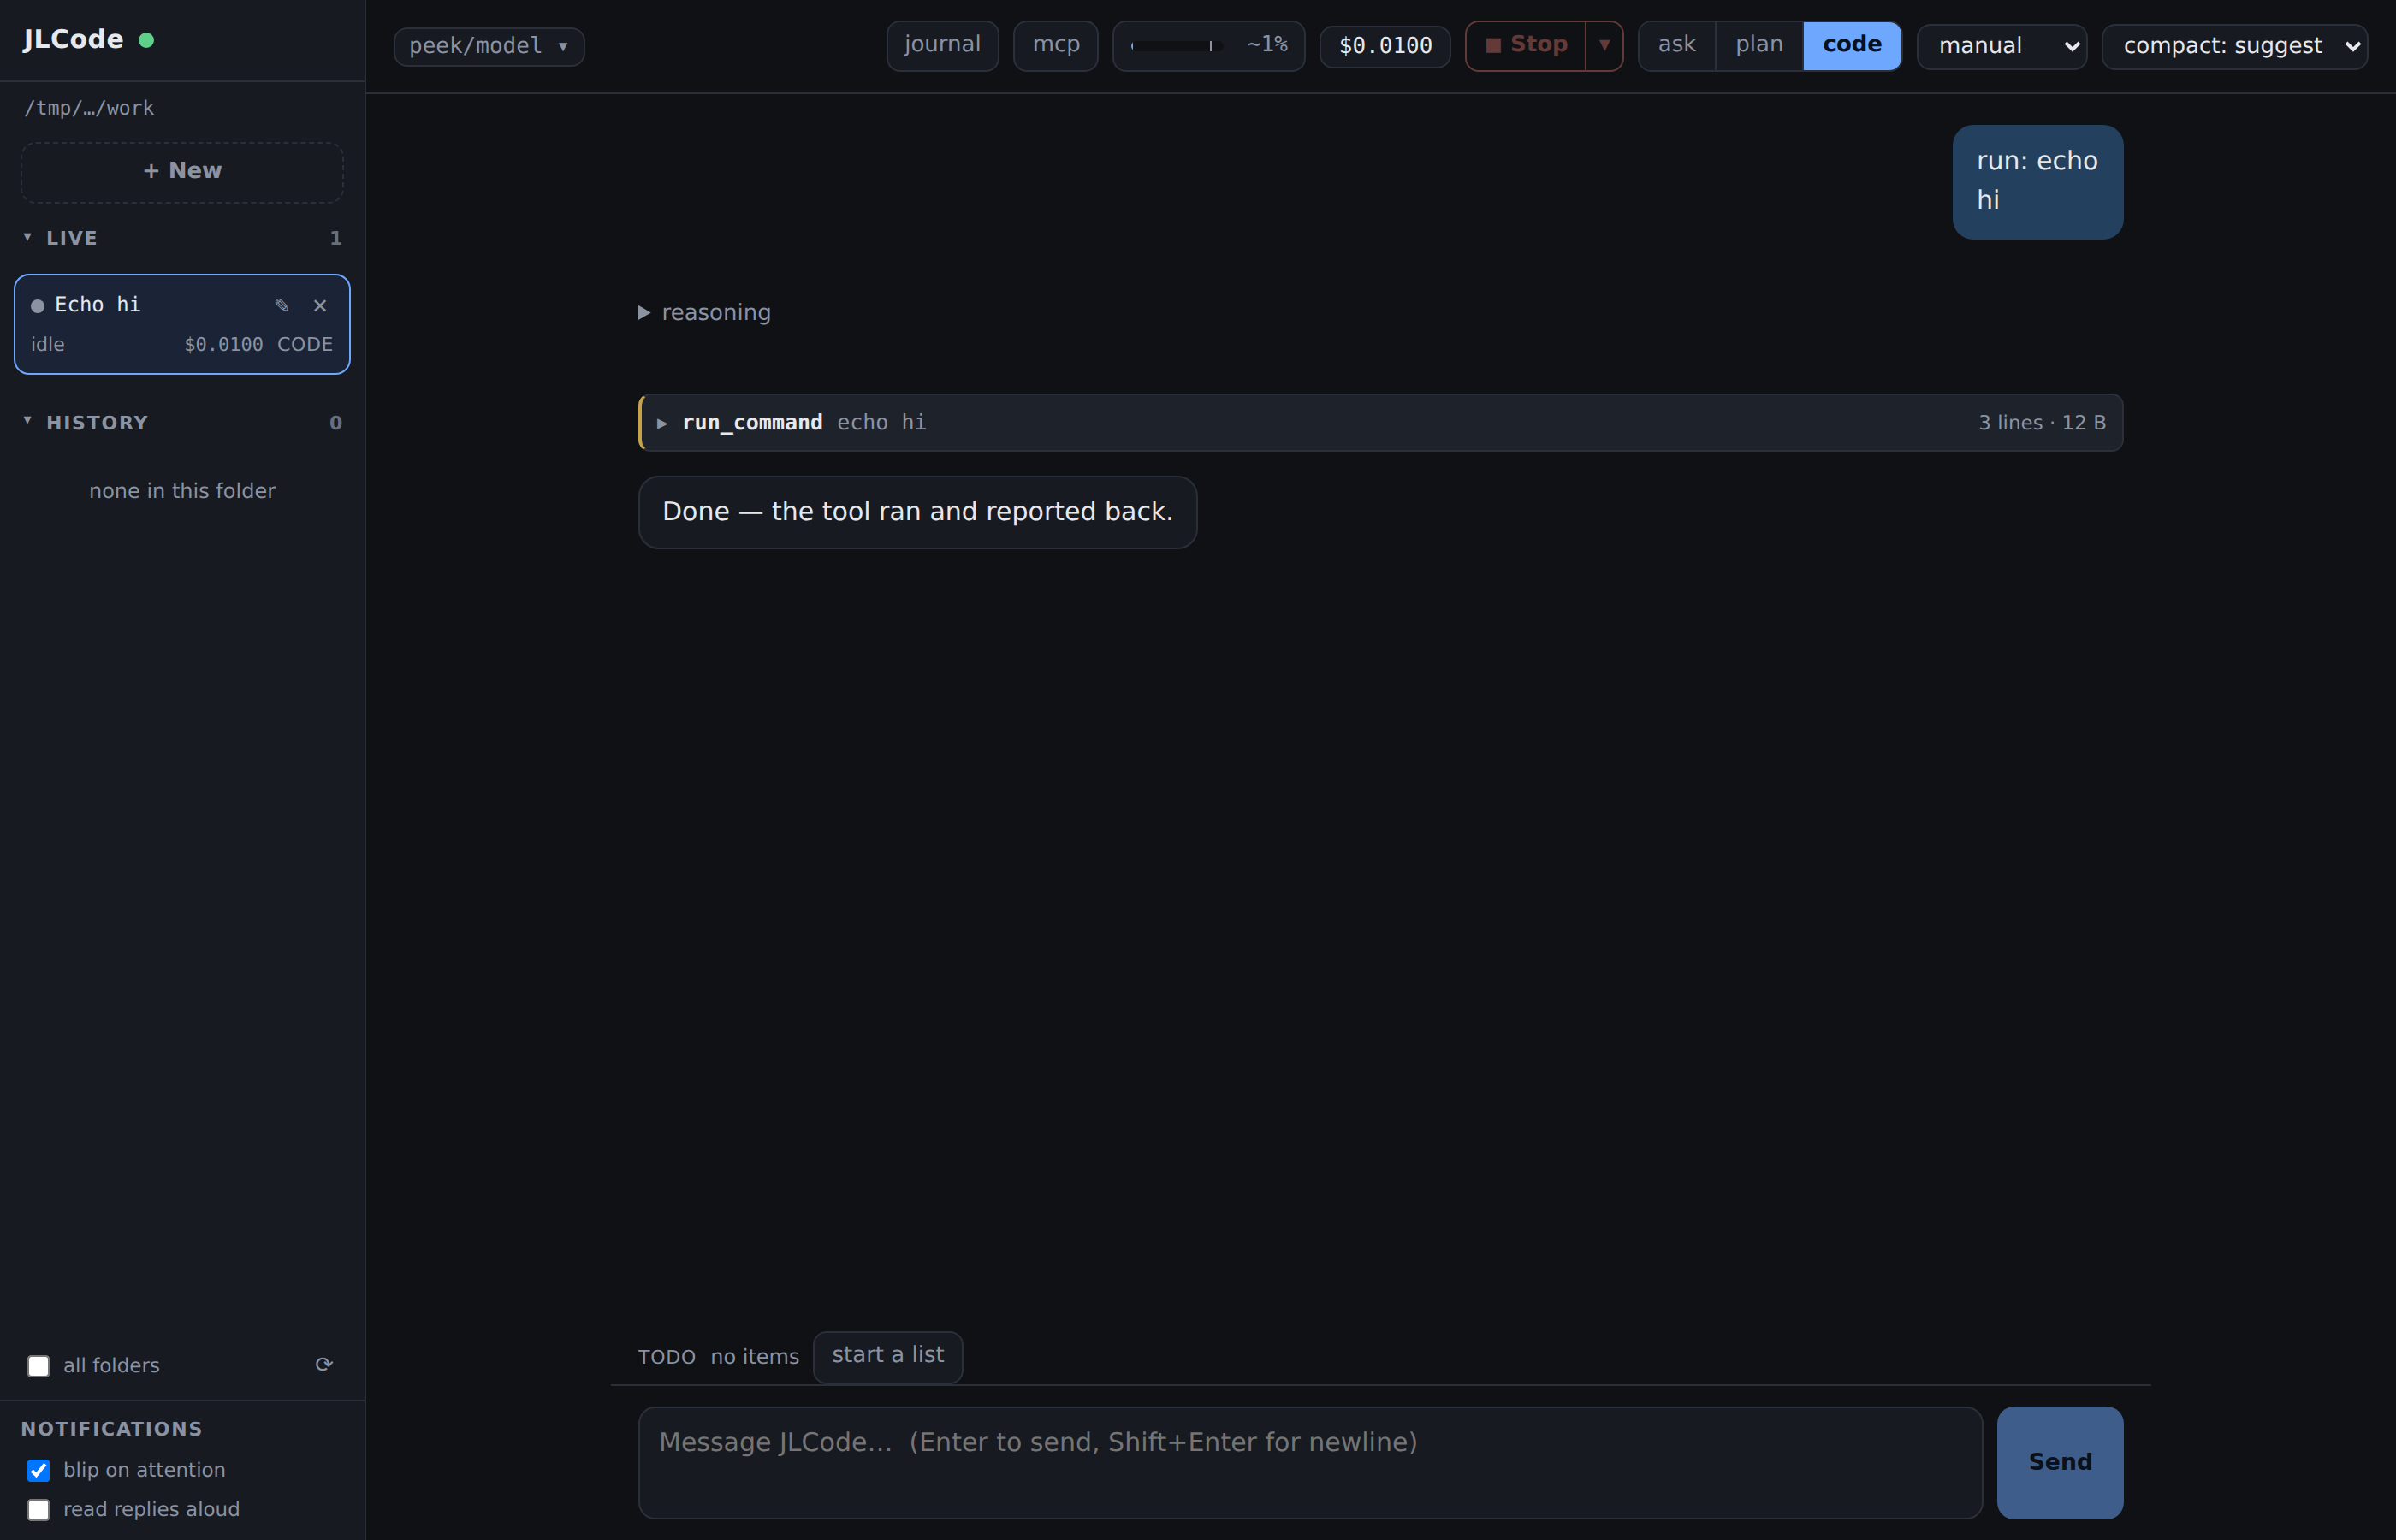 JLCode
/tmp/…/work
+ New
▾ LIVE 1
Echo hi ✎ ✕
idle $0.0100 CODE
▾ HISTORY 0
none in this folder
all folders ⟳
NOTIFICATIONS
blip on attention
read replies aloud
peek/model ▾
journal mcp ~1% $0.0100 ■ Stop ▾ ask plan code manual compact: suggest
run: echo
hi
▶ reasoning
▶ run_command echo hi 3 lines · 12 B
Done — the tool ran and reported back.
TODO no items start a list
Message JLCode… (Enter to send, Shift+Enter for newline)
Send